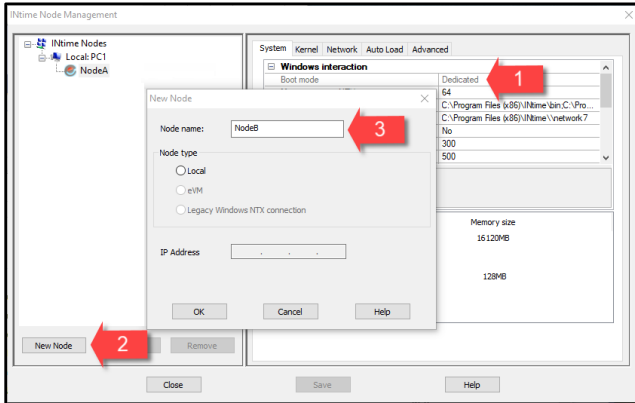 INtime Node Management
INtime Nodes
Local: PC1
NodeA
System Kernel Network Auto Load Advanced
Windows interaction
Boot mode Dedicated
1
64
C:\Program Files (x86)\INtime\bin;C:\Pro...
C:\Program Files (x86)\INtime\\network7
No
300
500
New Node
Node name: NodeB
3
Node type
Local
eVM
Legacy Windows NTX connection
IP Address . . .
OK Cancel Help
Memory size
16120MB
128MB
New Node
2
Remove
Close Save Help